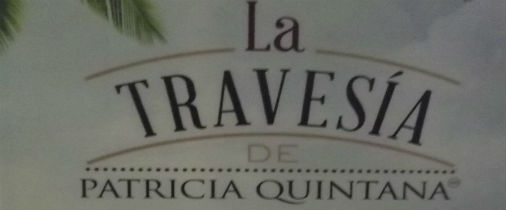 La
TRAVESÍA
DE
PATRICIA QUINTANA